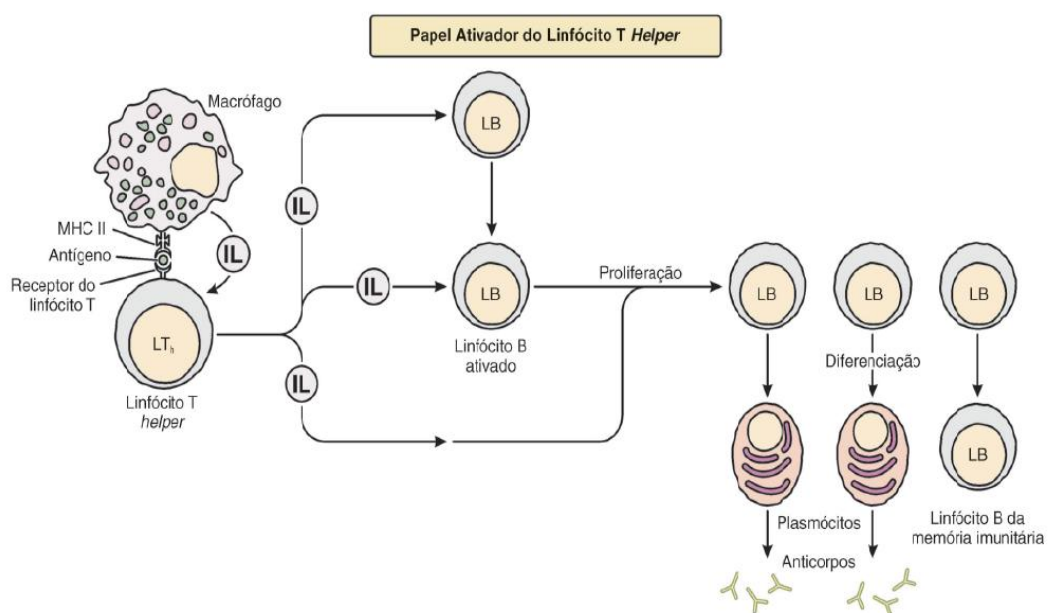 Papel Ativador do Linfócito T Helper
Macrófago
LB
IL
MHC II
Antígeno
Receptor do
linfócito T
IL
IL
LB
Linfócito B
ativado
Proliferação
LB
LB
LB
LTh
Linfócito T
helper
IL
Diferenciação
LB
Plasmócitos
Linfócito B da
memória imunitária
Anticorpos